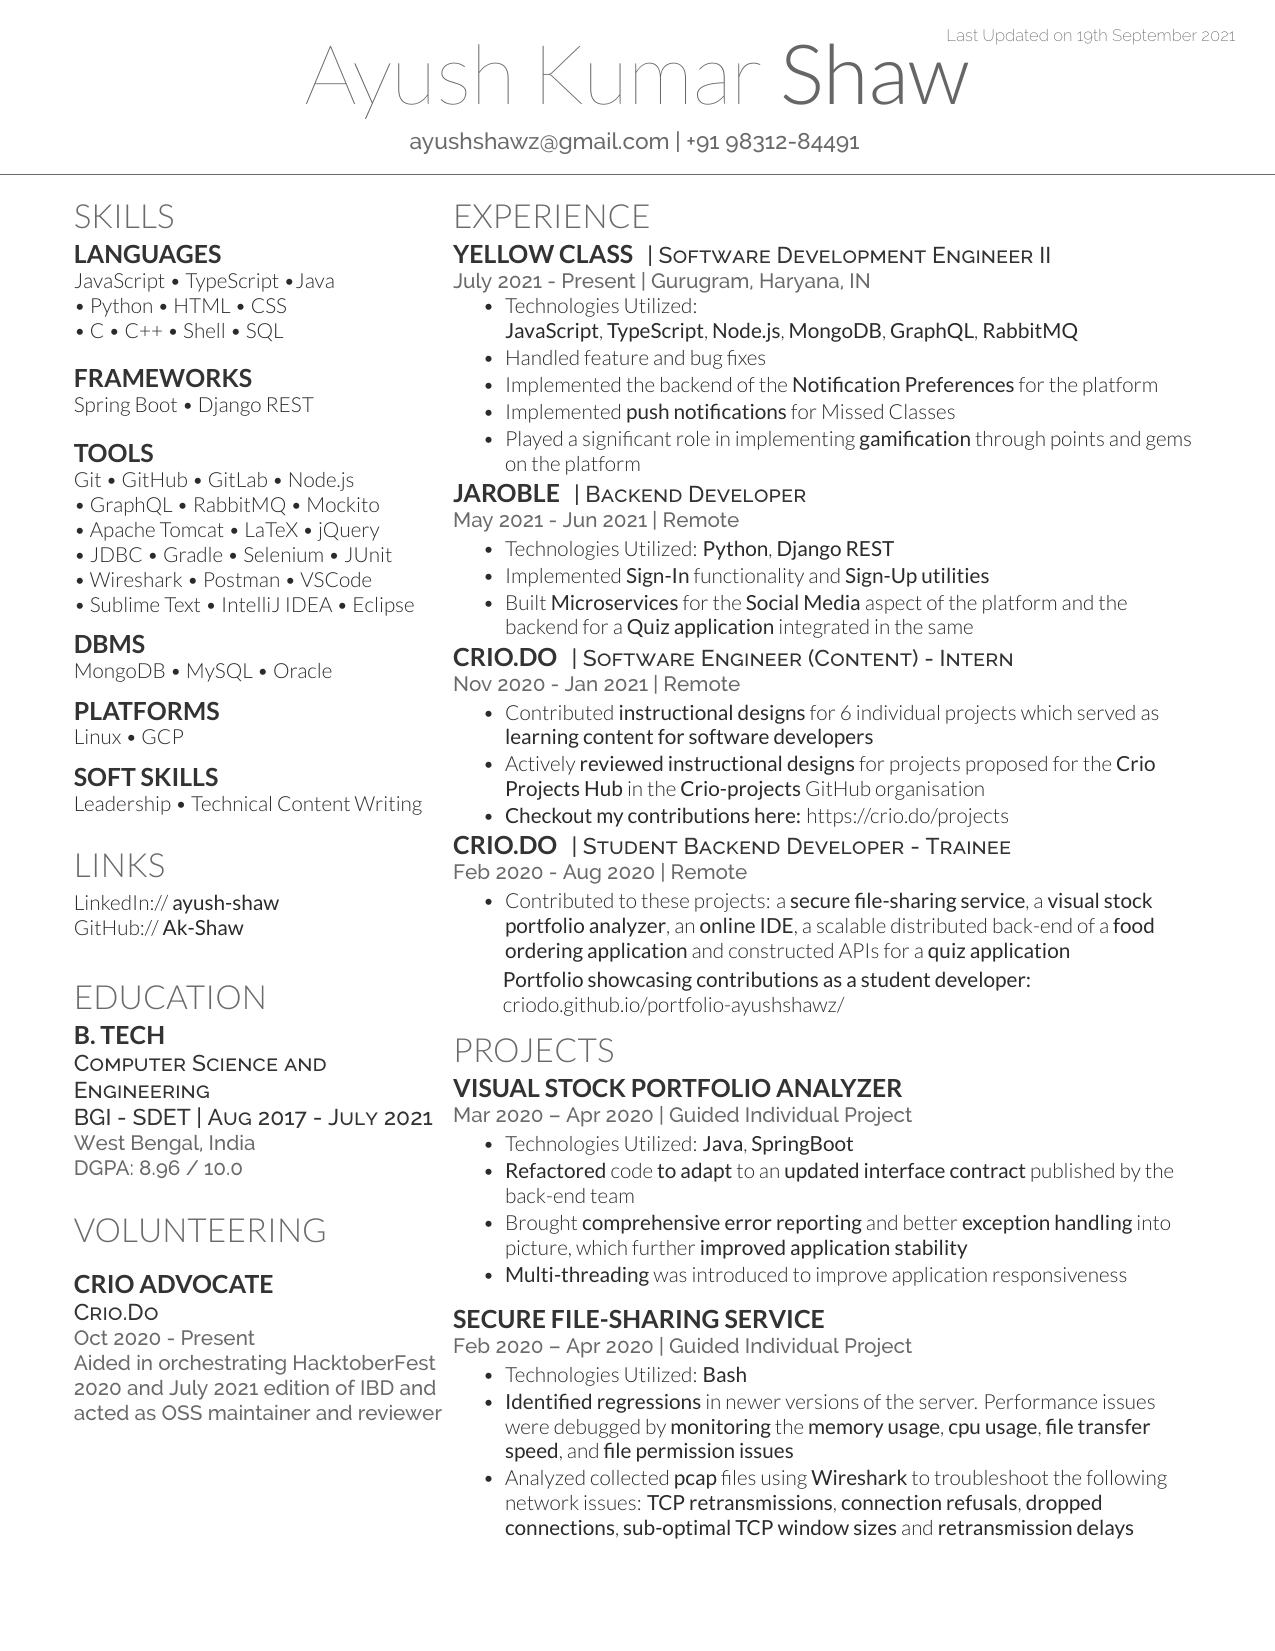 Last Updated on 19th September 2021
Ayush Kumar Shaw
ayushshawz@gmail.com | +91 98312-84491
SKILLS
LANGUAGES
JavaScript • TypeScript •Java
• Python • HTML • CSS
• C • C++ • Shell • SQL
FRAMEWORKS
Spring Boot • Django REST
TOOLS
Git • GitHub • GitLab • Node.js
• GraphQL • RabbitMQ • Mockito
• Apache Tomcat • LaTeX • jQuery
• JDBC • Gradle • Selenium • JUnit
• Wireshark • Postman • VSCode
• Sublime Text • IntelliJ IDEA • Eclipse
DBMS
MongoDB • MySQL • Oracle
PLATFORMS
Linux • GCP
SOFT SKILLS
Leadership • Technical Content Writing
LINKS
LinkedIn:// ayush-shaw
GitHub:// Ak-Shaw
EDUCATION
B. TECH
Computer Science and
Engineering
BGI - SDET | Aug 2017 - July 2021
West Bengal, India
DGPA: 8.96 / 10.0
VOLUNTEERING
CRIO ADVOCATE
Crio.Do
Oct 2020 - Present
Aided in orchestrating HacktoberFest
2020 and July 2021 edition of IBD and
acted as OSS maintainer and reviewer
EXPERIENCE
YELLOW CLASS | Software Development Engineer II
July 2021 - Present | Gurugram, Haryana, IN
• Technologies Utilized:
JavaScript, TypeScript, Node.js, MongoDB, GraphQL, RabbitMQ
• Handled feature and bug fixes
• Implemented the backend of the Notification Preferences for the platform
• Implemented push notifications for Missed Classes
• Played a significant role in implementing gamification through points and gems
on the platform
JAROBLE | Backend Developer
May 2021 - Jun 2021 | Remote
• Technologies Utilized: Python, Django REST
• Implemented Sign-In functionality and Sign-Up utilities
• Built Microservices for the Social Media aspect of the platform and the
backend for a Quiz application integrated in the same
CRIO.DO | Software Engineer (Content) - Intern
Nov 2020 - Jan 2021 | Remote
• Contributed instructional designs for 6 individual projects which served as
learning content for software developers
• Actively reviewed instructional designs for projects proposed for the Crio
Projects Hub in the Crio-projects GitHub organisation
• Checkout my contributions here: https://crio.do/projects
CRIO.DO | Student Backend Developer - Trainee
Feb 2020 - Aug 2020 | Remote
• Contributed to these projects: a secure file-sharing service, a visual stock
portfolio analyzer, an online IDE, a scalable distributed back-end of a food
ordering application and constructed APIs for a quiz application
Portfolio showcasing contributions as a student developer:
criodo.github.io/portfolio-ayushshawz/
PROJECTS
VISUAL STOCK PORTFOLIO ANALYZER
Mar 2020 – Apr 2020 | Guided Individual Project
• Technologies Utilized: Java, SpringBoot
• Refactored code to adapt to an updated interface contract published by the
back-end team
• Brought comprehensive error reporting and better exception handling into
picture, which further improved application stability
• Multi-threading was introduced to improve application responsiveness
SECURE FILE-SHARING SERVICE
Feb 2020 – Apr 2020 | Guided Individual Project
• Technologies Utilized: Bash
• Identified regressions in newer versions of the server. Performance issues
were debugged by monitoring the memory usage, cpu usage, file transfer
speed, and file permission issues
• Analyzed collected pcap files using Wireshark to troubleshoot the following
network issues: TCP retransmissions, connection refusals, dropped
connections, sub-optimal TCP window sizes and retransmission delays